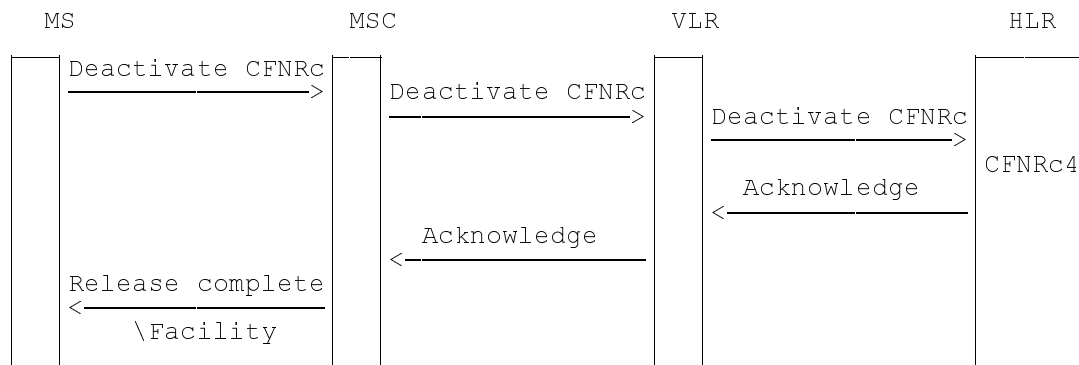 MS MSC VLR HLR
Deactivate CFNRc
Deactivate CFNRc
Deactivate CFNRc
CFNRc4
Acknowledge
Acknowledge
Release complete
\Facility